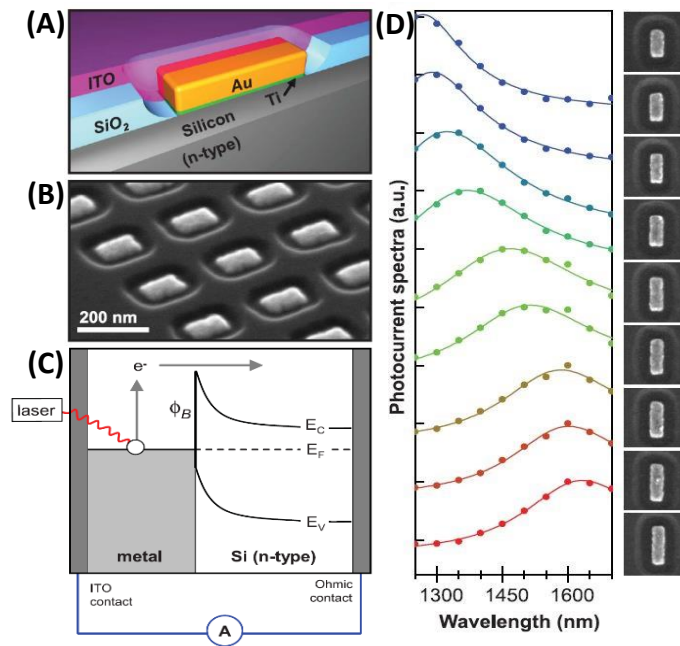 (A)
ITO
Au
Ti
SiO2
Silicon
(n-type)
(B)
200 nm
(C)
e-
laser
ϕB
EC
EF
EV
metal
Si (n-type)
ITO
contact
Ohmic
contact
A
(D)
Photocurrent spectra (a.u.)
1300
1450
1600
Wavelength (nm)